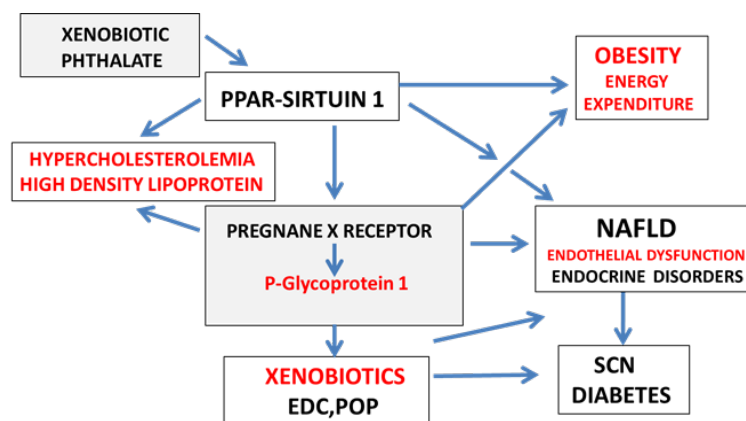 XENOBIOTIC
PHTHALATE
PPAR-SIRTUIN 1
OBESITY
ENERGY
EXPENDITURE
HYPERCHOLESTEROLEMIA
HIGH DENSITY LIPOPROTEIN
PREGNANE X RECEPTOR
P-Glycoprotein 1
NAFLD
ENDOTHELIAL DYSFUNCTION
ENDOCRINE DISORDERS
XENOBIOTICS
EDC,POP
SCN
DIABETES